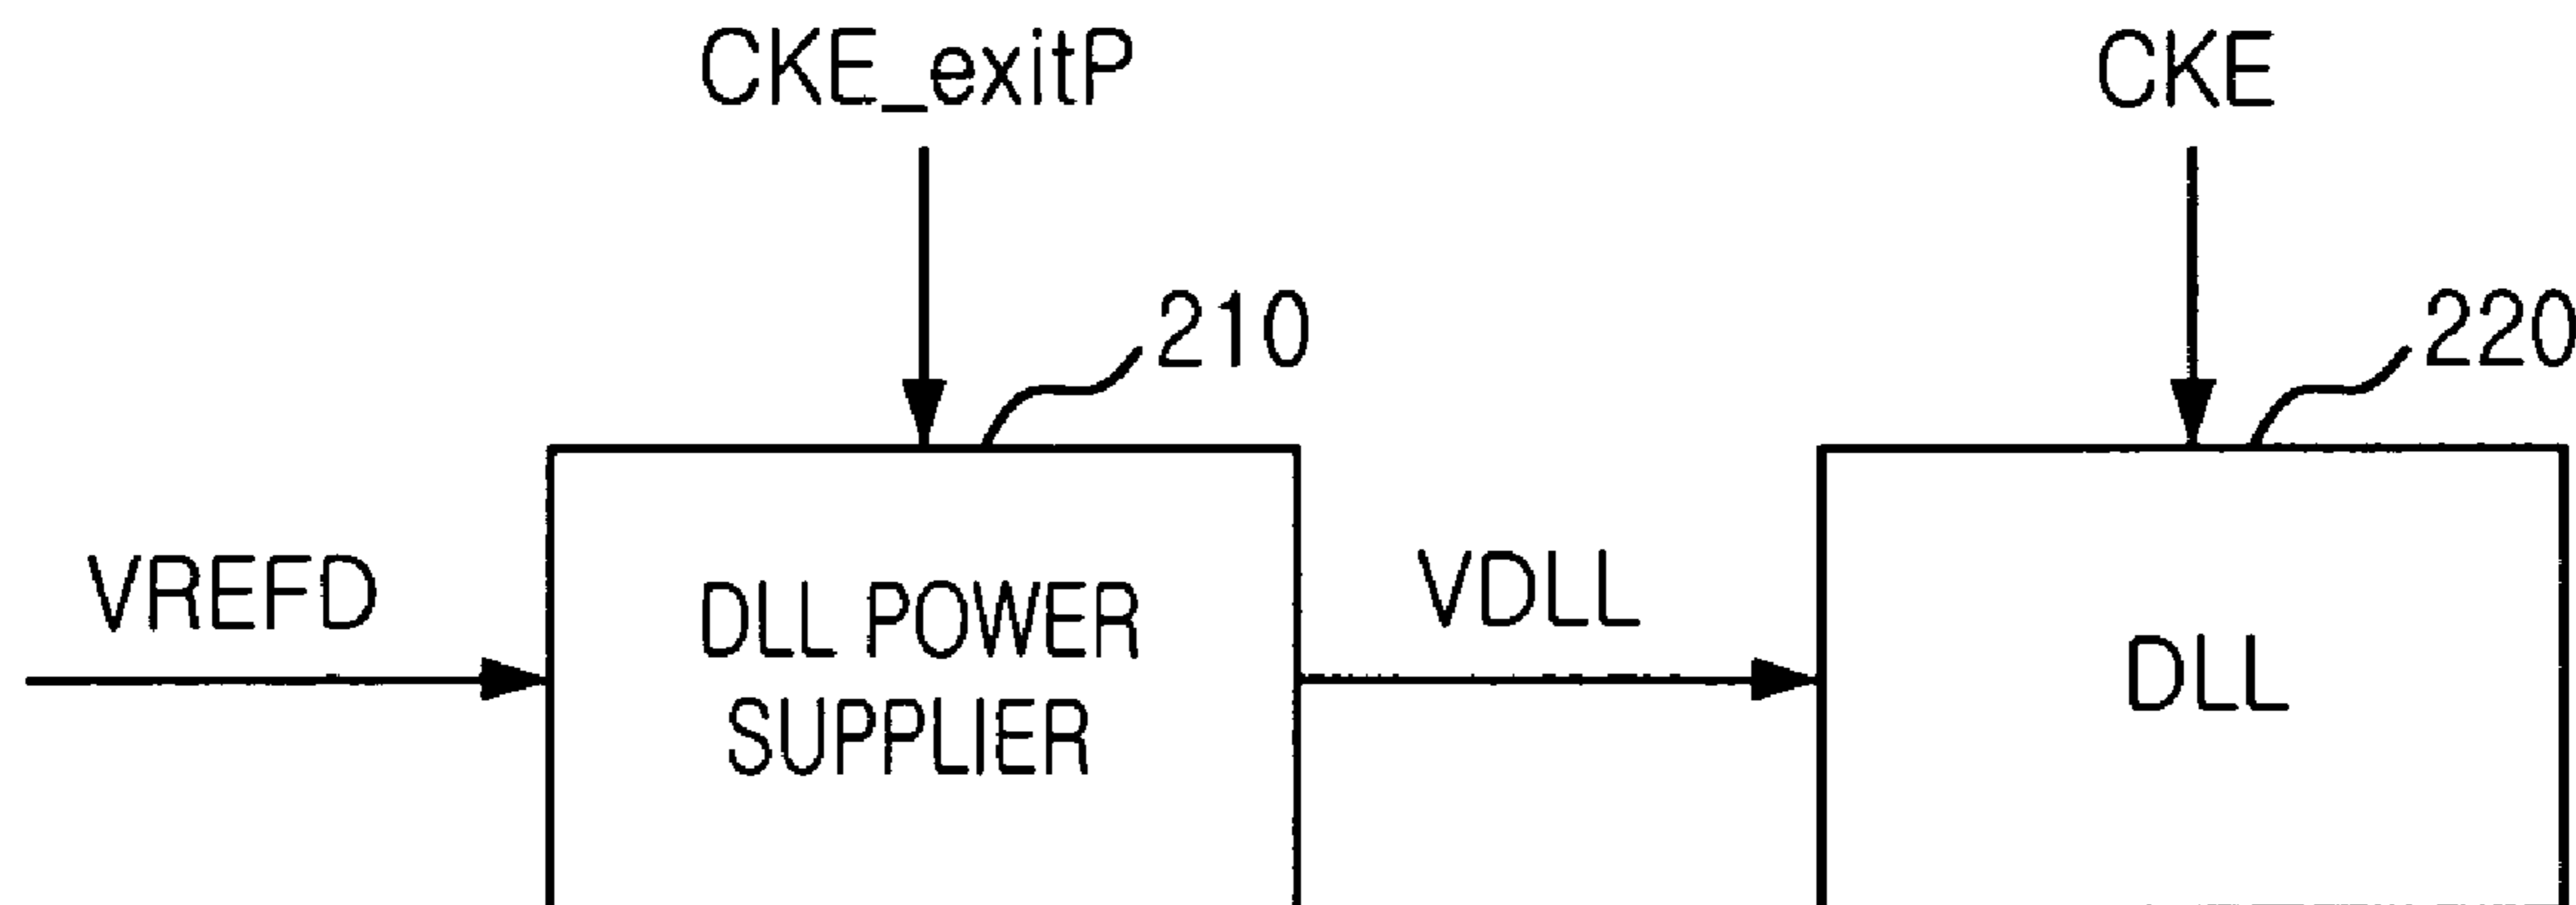 CKE_exitP
CKE
210
220
VREFD
VDLL
DLL POWER
SUPPLIER
DLL